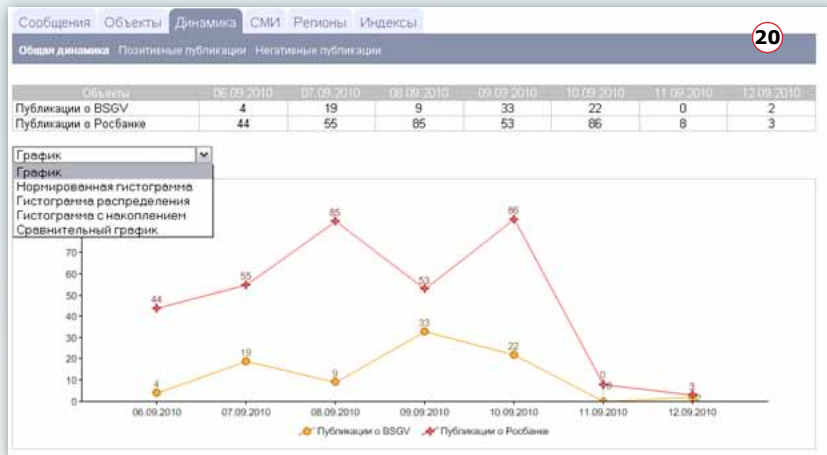 Сообщения Объекты Динамика СМИ Регионы Индексы
20
Общая динамика Позитивные публикации Негативные публикации
Объекты 06.09.2010 07.09.2010 08.09.2010 09.09.2010 10.09.2010 11.09.2010 12.09.2010
Публикации о BSGV 4 19 9 33 22 0 2
Публикации о Росбанке 44 55 85 53 86 8 3
График
График
Нормированная гистограмма
Гистограмма распределения
Гистограмма с накоплением
Сравнительный график
85 86
70
60
55 53
50
44
40
33
30
22
20
19
10
9
4
0 3
0
06.09.2010 07.09.2010 08.09.2010 09.09.2010 10.09.2010 11.09.2010 12.09.2010
Публикации о BSGV Публикации о Росбанке